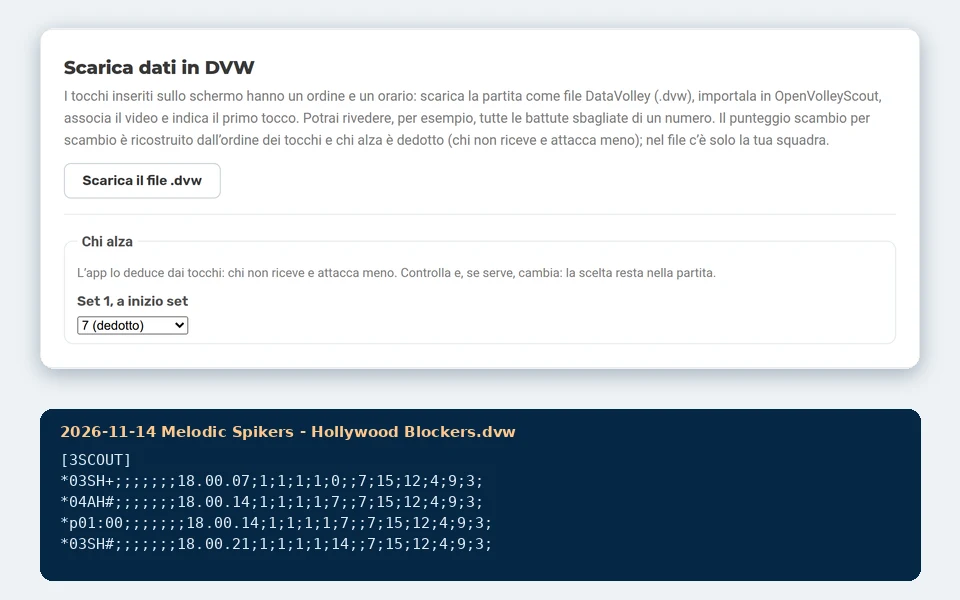 Scarica dati in DVW
I tocchi inseriti sullo schermo hanno un ordine e un orario: scarica la partita come file DataVolley (.dvw), importala in OpenVolleyScout,
associa il video e indica il primo tocco. Potrai rivedere, per esempio, tutte le battute sbagliate di un numero. Il punteggio scambio per
scambio è ricostruito dall’ordine dei tocchi e chi alza è dedotto (chi non riceve e attacca meno); nel file c’è solo la tua squadra.
Scarica il file .dvw
Chi alza
L’app lo deduce dai tocchi: chi non riceve e attacca meno. Controlla e, se serve, cambia: la scelta resta nella partita.
Set 1, a inizio set
7 (dedotto)
2026-11-14 Melodic Spikers - Hollywood Blockers.dvw
[3SCOUT]
*03SH+;;;;;;;18.00.07;1;1;1;1;0;;7;15;12;4;9;3;
*04AH#;;;;;;;18.00.14;1;1;1;1;7;;7;15;12;4;9;3;
*p01:00;;;;;;;18.00.14;1;1;1;1;7;;7;15;12;4;9;3;
*03SH#;;;;;;;18.00.21;1;1;1;1;14;;7;15;12;4;9;3;